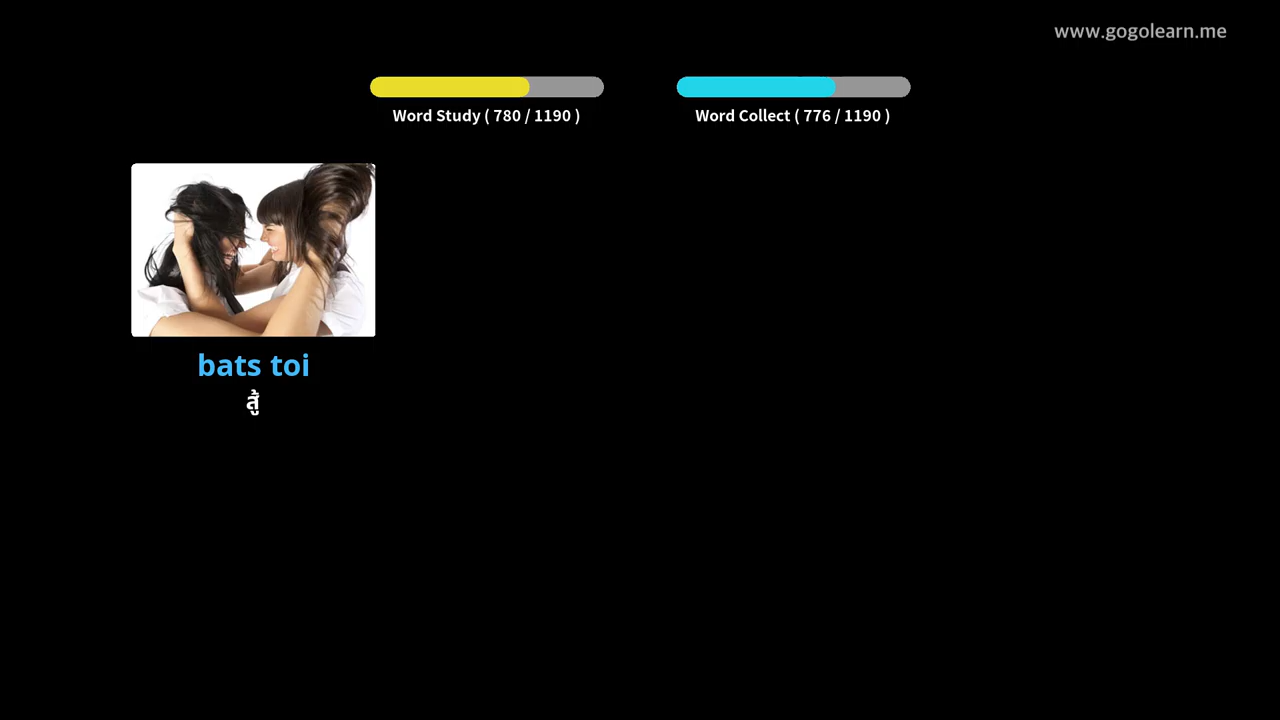 www.gogolearn.me
Word Study ( 780 / 1190 )
Word Collect ( 776 / 1190 )
bats toi
สู้